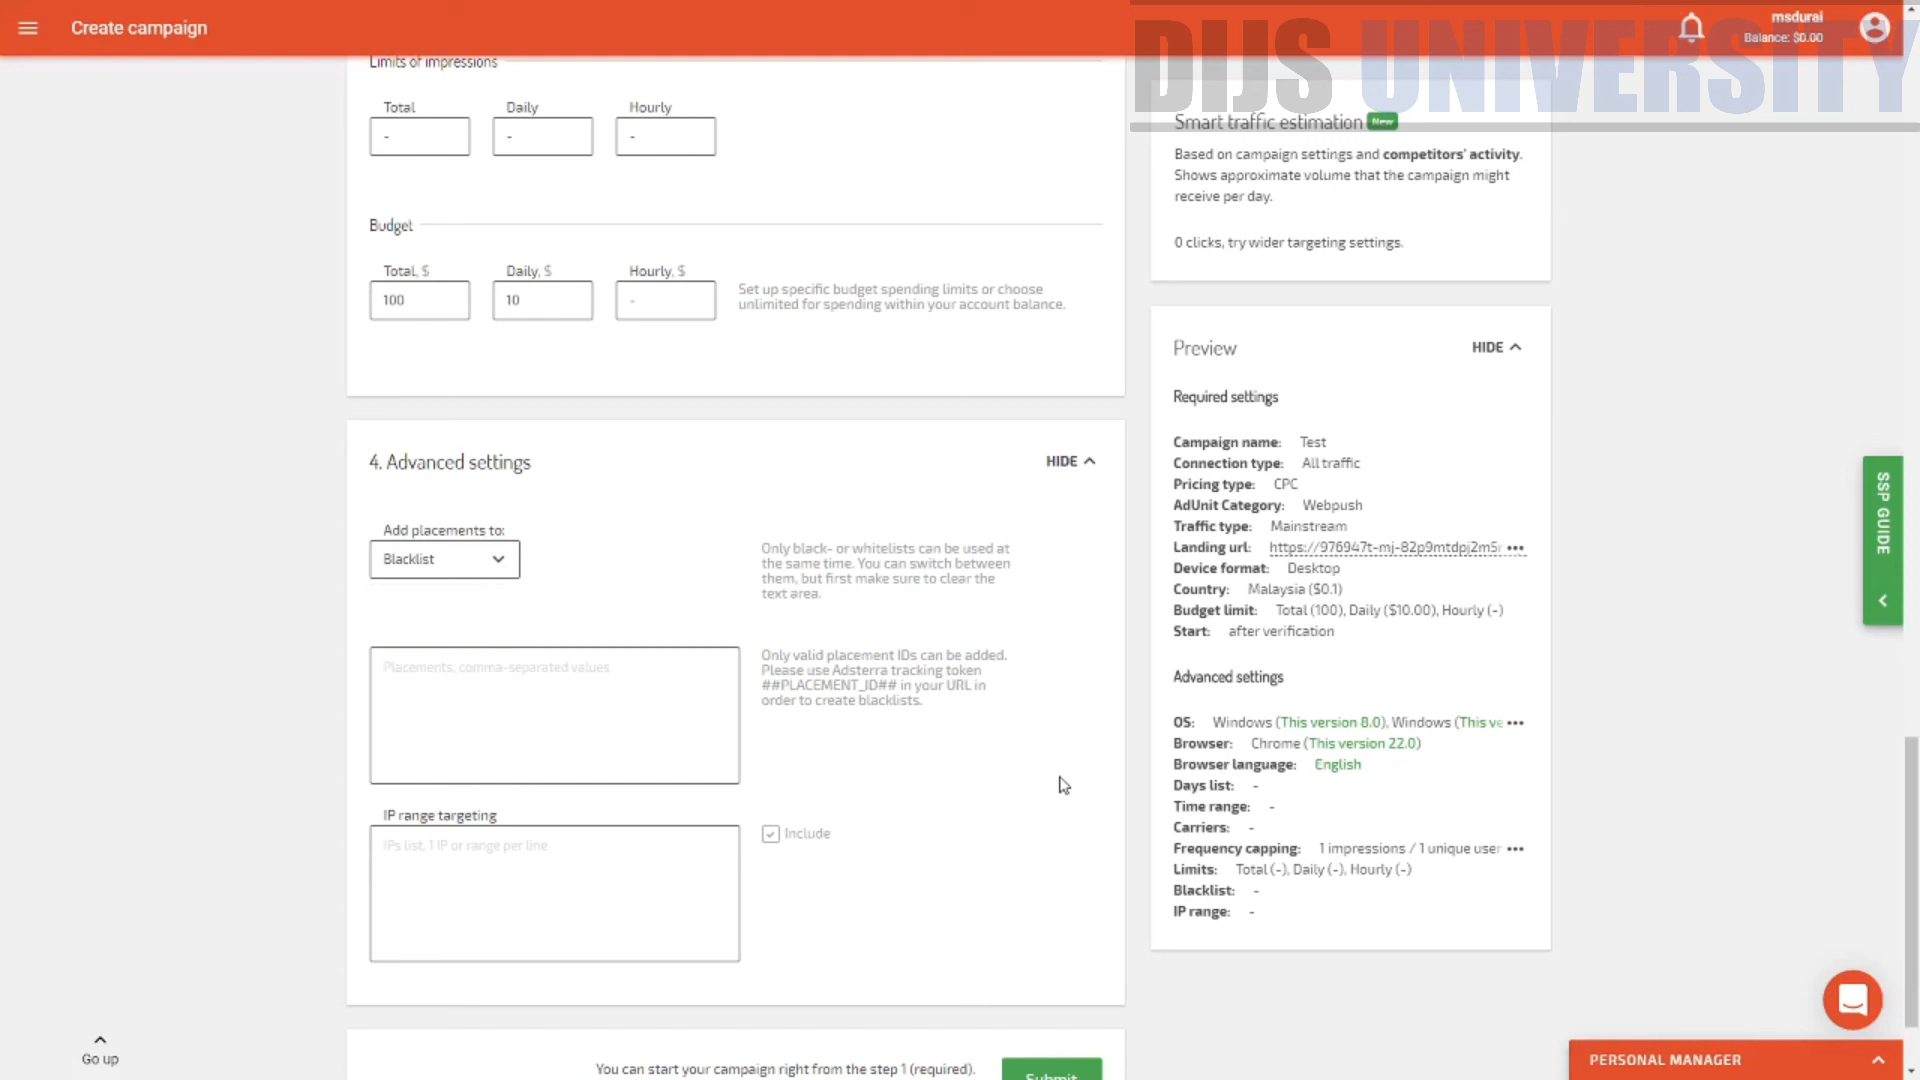 Create campaign
DIJS UNIVERSITY
msdurai
Balance: $0.00
Limits of impressions
Total
Daily
Hourly
-
-
-
Budget
Total, $
Daily, $
Hourly, $
100
10
-
Set up specific budget spending limits or choose
unlimited for spending within your account balance.
4. Advanced settings
HIDE
Add placements to:
Blacklist
Only black- or whitelists can be used at
the same time. You can switch between
them, but first make sure to clear the
text area.
Placements, comma-separated values
Only valid placement IDs can be added.
Please use Adsterra tracking token
##PLACEMENT_ID## in your URL in
order to create blacklists.
IP range targeting
IPs list, 1 IP or range per line
Include
You can start your campaign right from the step 1 (required).
Submit
Go up
Smart traffic estimation New
Based on campaign settings and competitors' activity.
Shows approximate volume that the campaign might
receive per day.
0 clicks, try wider targeting settings.
Preview
HIDE
Required settings
Campaign name: Test
Connection type: All traffic
Pricing type: CPC
AdUnit Category: Webpush
Traffic type: Mainstream
Landing url: https://976947t-mj-82p9mtdpj2m5r •••
Device format: Desktop
Country: Malaysia ($0.1)
Budget limit: Total (100), Daily ($10.00), Hourly (-)
Start: after verification
Advanced settings
OS: Windows (This version 8.0), Windows (This ve •••
Browser: Chrome (This version 22.0)
Browser language: English
Days list: -
Time range: -
Carriers: -
Frequency capping: 1 impressions / 1 unique user •••
Limits: Total (-), Daily (-), Hourly (-)
Blacklist: -
IP range: -
SSP GUIDE
PERSONAL MANAGER